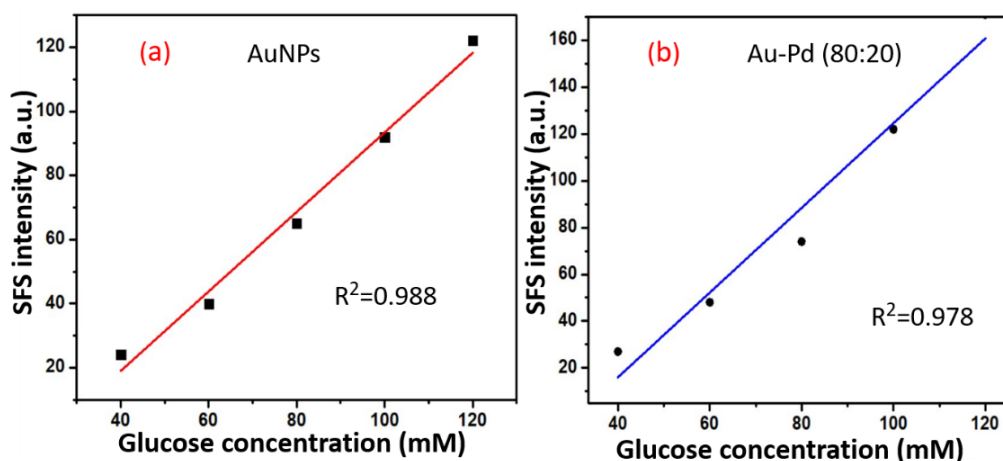 (a)
AuNPs
SFS intensity (a.u.)
120
100
80
60
40
20
R²=0.988
40 60 80 100 120
Glucose concentration (mM)
(b)
Au-Pd (80:20)
SFS intensity (a.u.)
160
140
120
100
80
60
40
20
R²=0.978
40 60 80 100 120
Glucose concentration (mM)